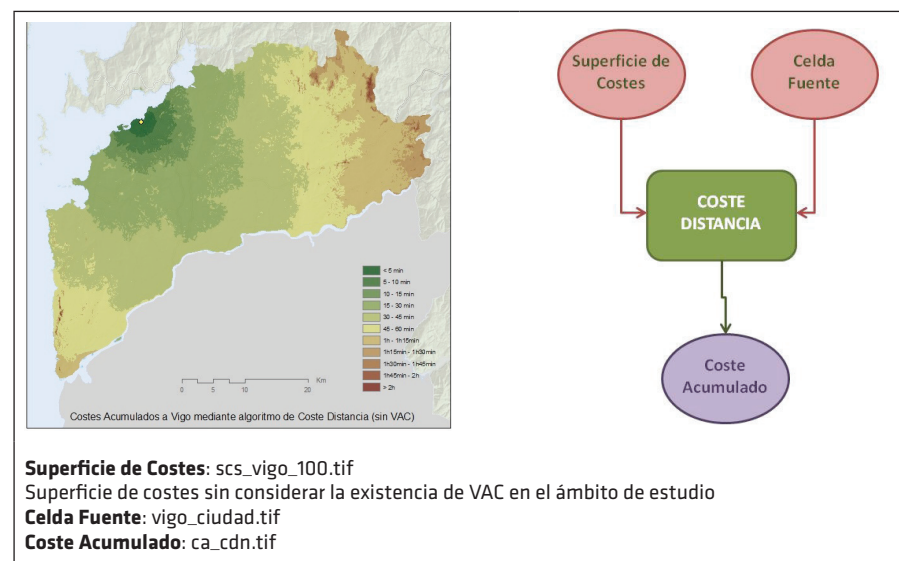 Superficie de
Costes
Celda
Fuente
COSTE
DISTANCIA
Coste
Acumulado
< 5 min
5 - 10 min
10 - 15 min
15 - 30 min
30 - 45 min
45 - 60 min
1h - 1h15min
1h15min - 1h30min
1h30min - 1h45min
1h45min - 2h
> 2h
Km
0 5 10 20
Costes Acumulados a Vigo mediante algoritmo de Coste Distancia (sin VAC)
Superficie de Costes: scs_vigo_100.tif
Superficie de costes sin considerar la existencia de VAC en el ámbito de estudio
Celda Fuente: vigo_ciudad.tif
Coste Acumulado: ca_cdn.tif